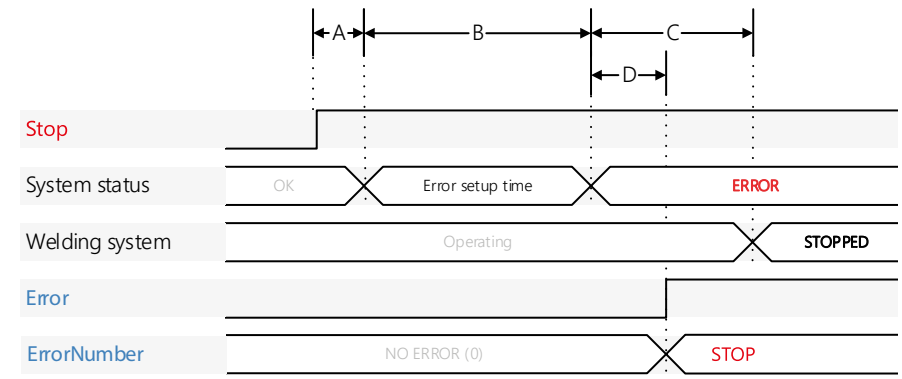 A B C
D
Stop
System status OK Error setup time ERROR
Welding system Operating STOPPED
Error
ErrorNumber NO ERROR (0) STOP